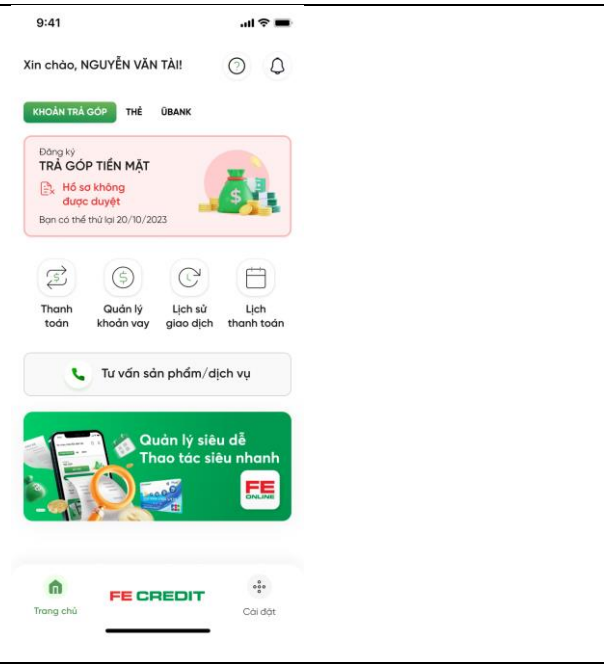 9:41
Xin chào, NGUYỄN VĂN TÀI!
KHOẢN TRẢ GÓP THẺ ÜBANK
Đăng ký
TRẢ GÓP TIỀN MẶT
Hồ sơ không
được duyệt
Bạn có thể thử lại 20/10/2023
Thanh toán
Quản lý khoản vay
Lịch sử giao dịch
Lịch thanh toán
Tư vấn sản phẩm/dịch vụ
Quản lý siêu dễ
Thao tác siêu nhanh
FE
ONLINE
Trang chủ
FE CREDIT
Cài đặt